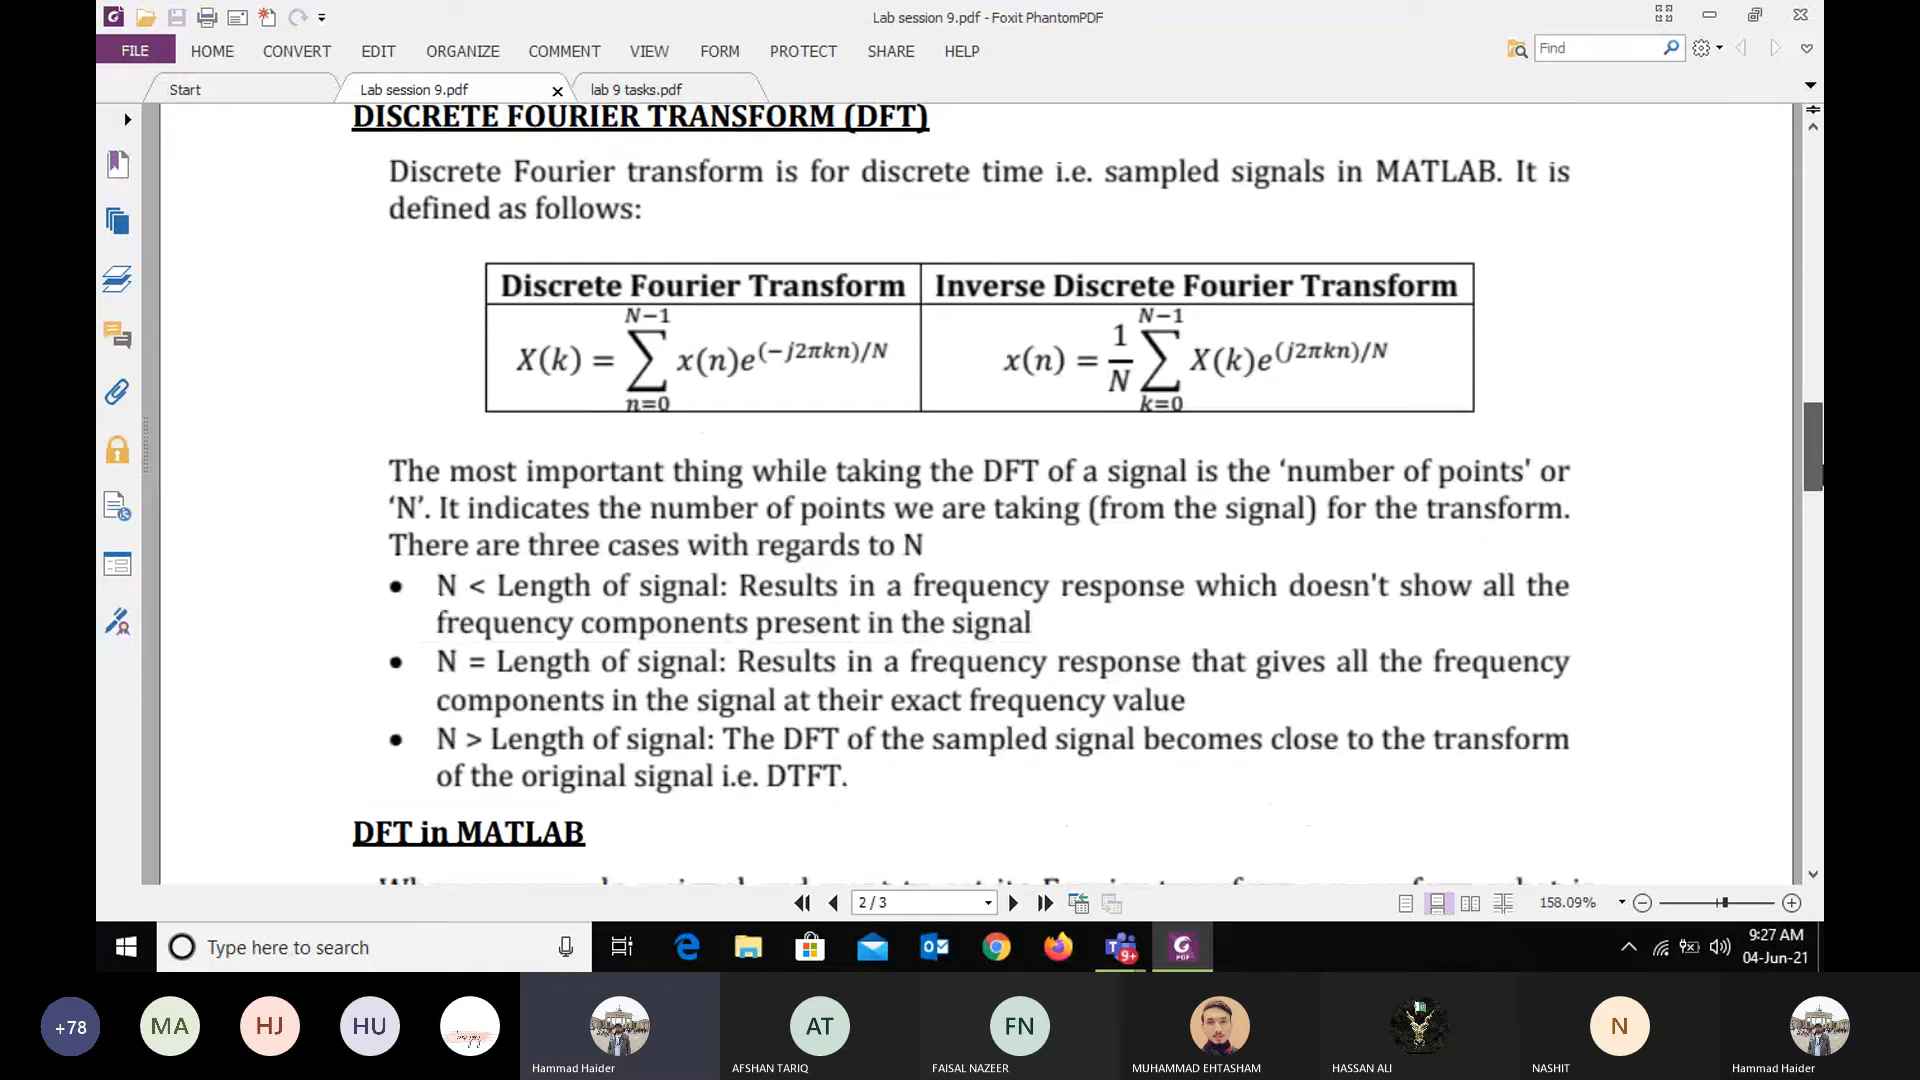 Lab session 9.pdf - Foxit PhantomPDF
FILE HOME CONVERT EDIT ORGANIZE COMMENT VIEW FORM PROTECT SHARE HELP Find
Start Lab session 9.pdf lab 9 tasks.pdf
DISCRETE FOURIER TRANSFORM (DFT)
Discrete Fourier transform is for discrete time i.e. sampled signals in MATLAB. It is
defined as follows:
Discrete Fourier Transform Inverse Discrete Fourier Transform
X(k) = ∑_{n=0}^{N−1} x(n)e^{(−j2πkn)/N} x(n) = 1/N ∑_{k=0}^{N−1} X(k)e^{(j2πkn)/N}
The most important thing while taking the DFT of a signal is the ‘number of points' or
‘N’. It indicates the number of points we are taking (from the signal) for the transform.
There are three cases with regards to N
• N < Length of signal: Results in a frequency response which doesn't show all the
frequency components present in the signal
• N = Length of signal: Results in a frequency response that gives all the frequency
components in the signal at their exact frequency value
• N > Length of signal: The DFT of the sampled signal becomes close to the transform
of the original signal i.e. DTFT.
DFT in MATLAB
2 / 3 158.09%
Type here to search 9+ PDF 9:27 AM
04-Jun-21
+78 MA HJ HU AT FN N
Hammad Haider AFSHAN TARIQ FAISAL NAZEER MUHAMMAD EHTASHAM HASSAN ALI NASHIT Hammad Haider